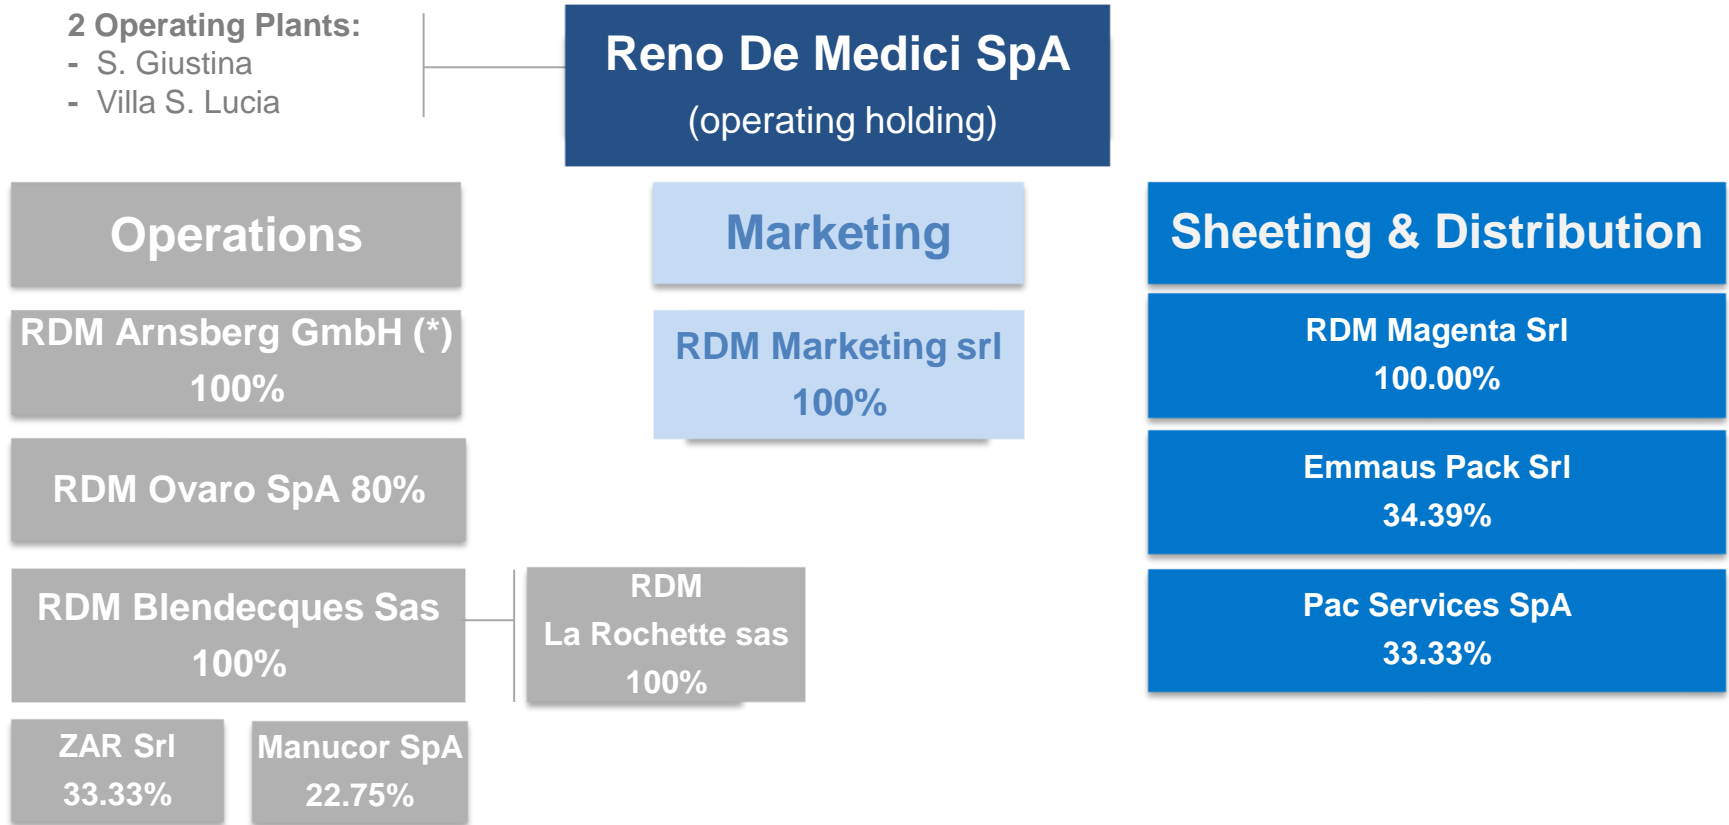 2 Operating Plants:
- S. Giustina
- Villa S. Lucia
Reno De Medici SpA
(operating holding)
Operations
RDM Arnsberg GmbH (*)
100%
RDM Ovaro SpA 80%
RDM Blendecques Sas
100%
RDM
La Rochette sas
100%
ZAR Srl
33.33%
Manucor SpA
22.75%
Marketing
RDM Marketing srl
100%
Sheeting & Distribution
RDM Magenta Srl
100.00%
Emmaus Pack Srl
34.39%
Pac Services SpA
33.33%